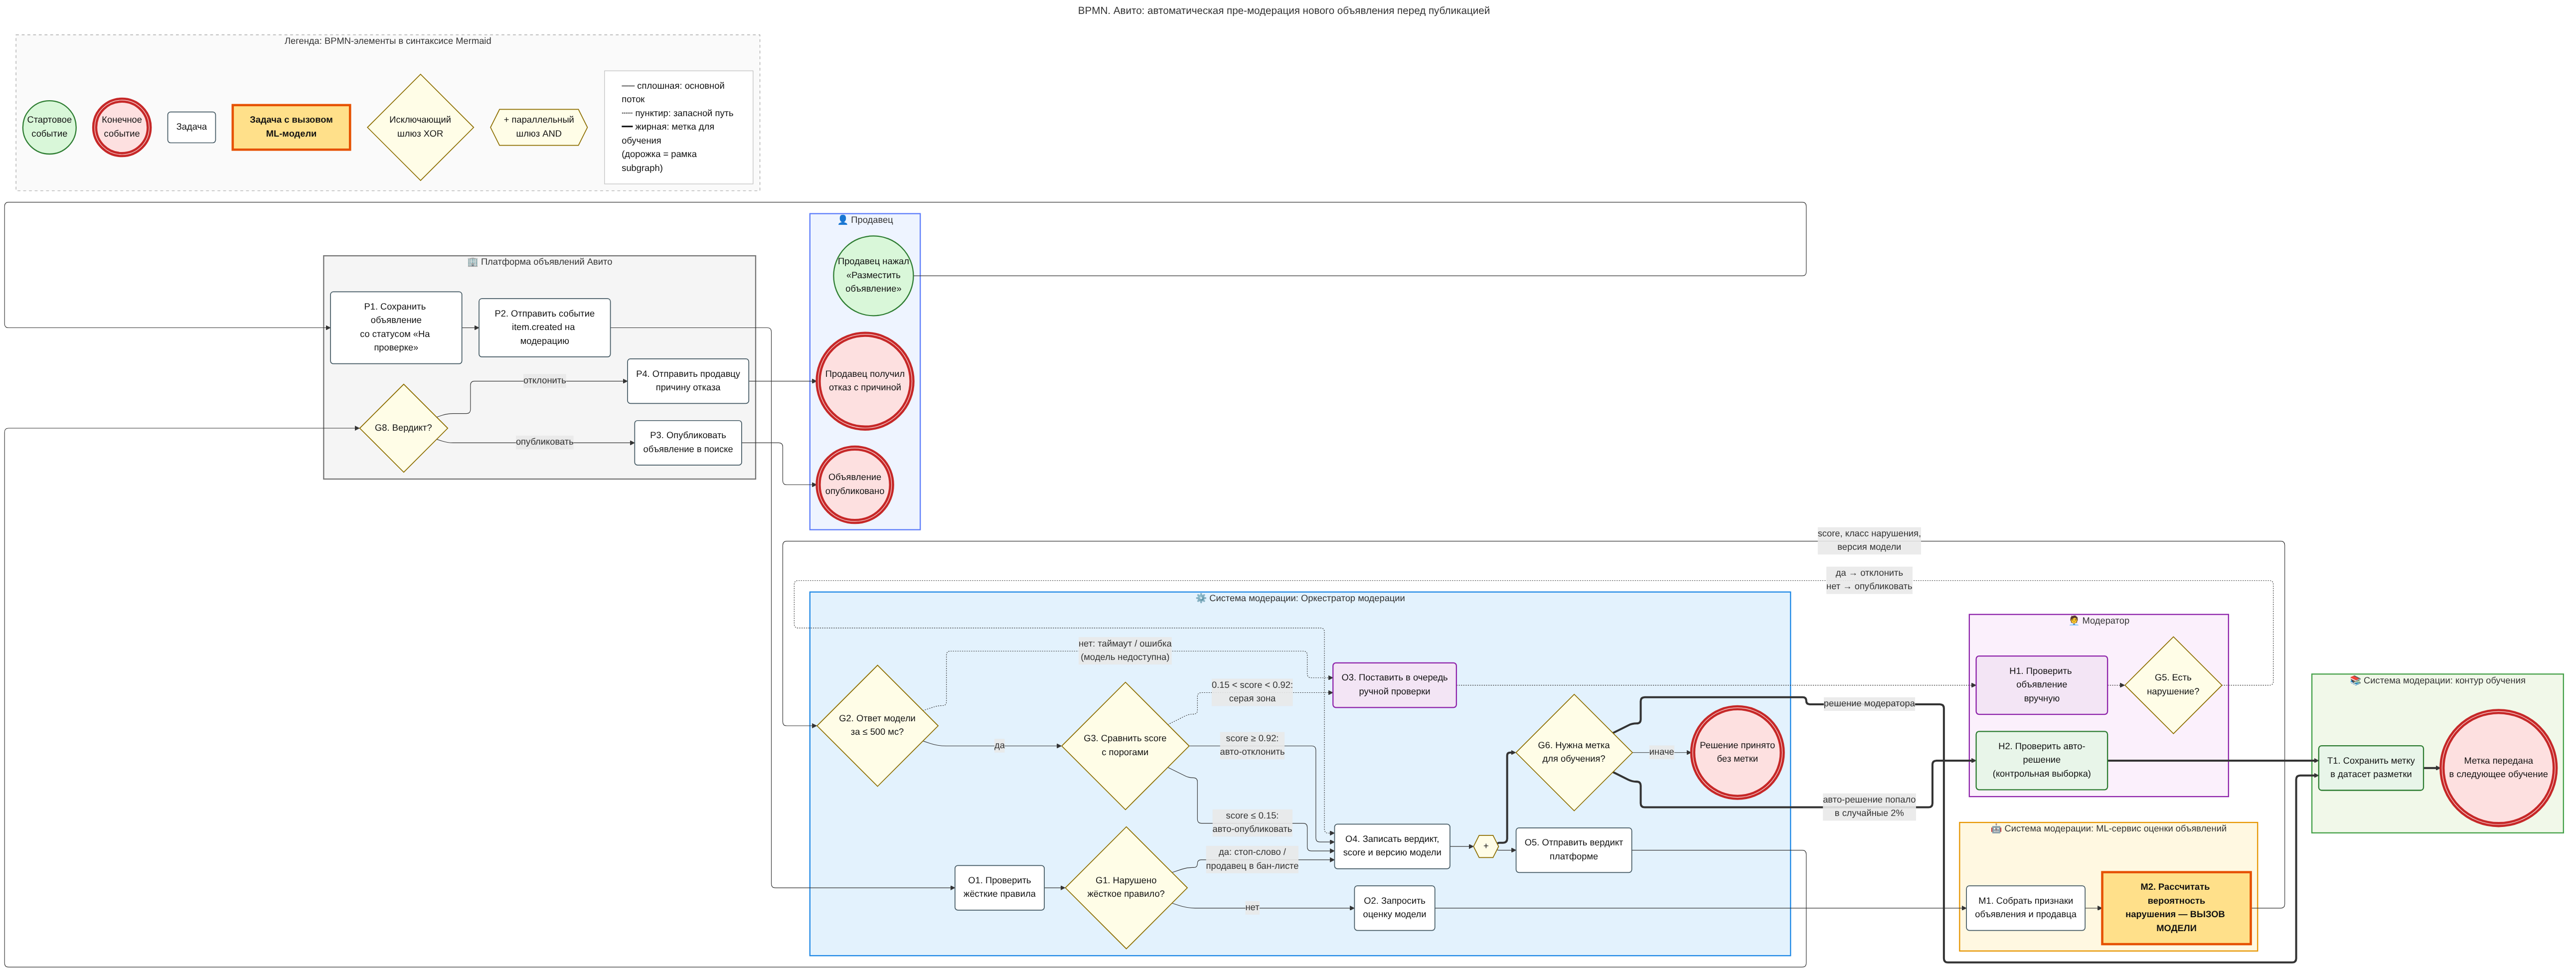 BPMN. Авито: автоматическая пре-модерация нового объявления перед публикацией
Легенда: BPMN-элементы в синтаксисе Mermaid
Стартовое
событие
Конечное
событие
Задача
Задача с вызовом
ML-модели
Исключающий
шлюз XOR
+ параллельный
шлюз AND
── сплошная: основной
поток
┄┄ пунктир: запасной путь
━━ жирная: метка для
обучения
(дорожка = рамка
subgraph)
👤 Продавец
Продавец нажал
«Разместить
объявление»
Продавец получил
отказ с причиной
Объявление
опубликовано
🏢 Платформа объявлений Авито
P1. Сохранить
объявление
со статусом «На
проверке»
P2. Отправить событие
item.created на
модерацию
отклонить
P4. Отправить продавцу
причину отказа
G8. Вердикт?
опубликовать
P3. Опубликовать
объявление в поиске
score, класс нарушения,
версия модели
да → отклонить
нет → опубликовать
⚙️ Система модерации: Оркестратор модерации
нет: таймаут / ошибка
(модель недоступна)
G2. Ответ модели
за ≤ 500 мс?
да
G3. Сравнить score
с порогами
0.15 < score < 0.92:
серая зона
score ≥ 0.92:
авто-отклонить
score ≤ 0.15:
авто-опубликовать
O3. Поставить в очередь
ручной проверки
O1. Проверить
жёсткие правила
G1. Нарушено
жёсткое правило?
да: стоп-слово /
продавец в бан-листе
нет
O4. Записать вердикт,
score и версию модели
O2. Запросить
оценку модели
+
G6. Нужна метка
для обучения?
иначе
Решение принято
без метки
O5. Отправить вердикт
платформе
решение модератора
авто-решение попало
в случайные 2%
🧑‍💼 Модератор
H1. Проверить
объявление
вручную
G5. Есть
нарушение?
H2. Проверить авто-
решение
(контрольная выборка)
🤖 Система модерации: ML-сервис оценки объявлений
M1. Собрать признаки
объявления и продавца
M2. Рассчитать
вероятность
нарушения — ВЫЗОВ
МОДЕЛИ
📚 Система модерации: контур обучения
T1. Сохранить метку
в датасет разметки
Метка передана
в следующее обучение